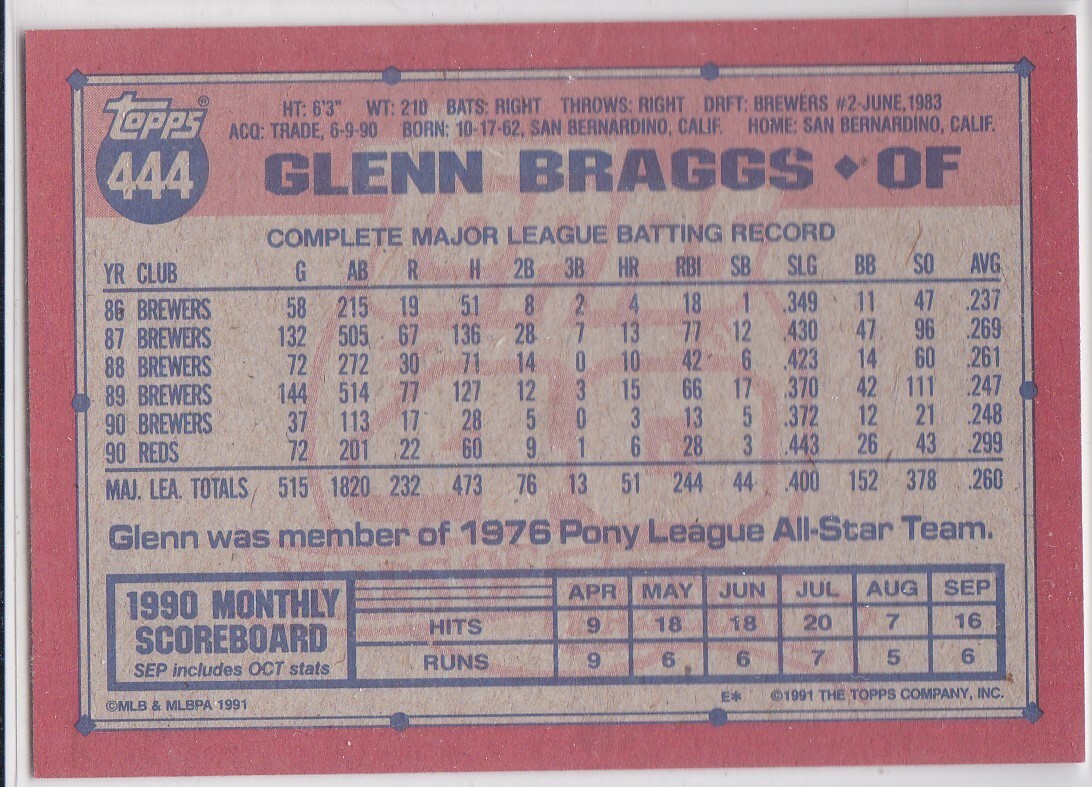 Topps®
444
HT: 6'3" WT: 210 BATS: RIGHT THROWS: RIGHT DRFT: BREWERS #2-JUNE,1983
ACQ: TRADE, 6-9-90 BORN: 10-17-62, SAN BERNARDINO, CALIF. HOME: SAN BERNARDINO, CALIF.
GLENN BRAGGS ◆ OF
COMPLETE MAJOR LEAGUE BATTING RECORD
YR CLUB G AB R H 2B 3B HR RBI SB SLG BB SO AVG
86 BREWERS 58 215 19 51 8 2 4 18 1 .349 11 47 .237
87 BREWERS 132 505 67 136 28 7 13 77 12 .430 47 96 .269
88 BREWERS 72 272 30 71 14 0 10 42 6 .423 14 60 .261
89 BREWERS 144 514 77 127 12 3 15 66 17 .370 42 111 .247
90 BREWERS 37 113 17 28 5 0 3 13 5 .372 12 21 .248
90 REDS 72 201 22 60 9 1 6 28 3 .443 26 43 .299
MAJ. LEA. TOTALS 515 1820 232 473 76 13 51 244 44 .400 152 378 .260
Glenn was member of 1976 Pony League All-Star Team.
1990 MONTHLY
SCOREBOARD
SEP includes OCT stats
APR MAY JUN JUL AUG SEP
HITS 9 18 18 20 7 16
RUNS 9 6 6 7 5 6
©MLB & MLBPA 1991 E* ©1991 THE TOPPS COMPANY, INC.